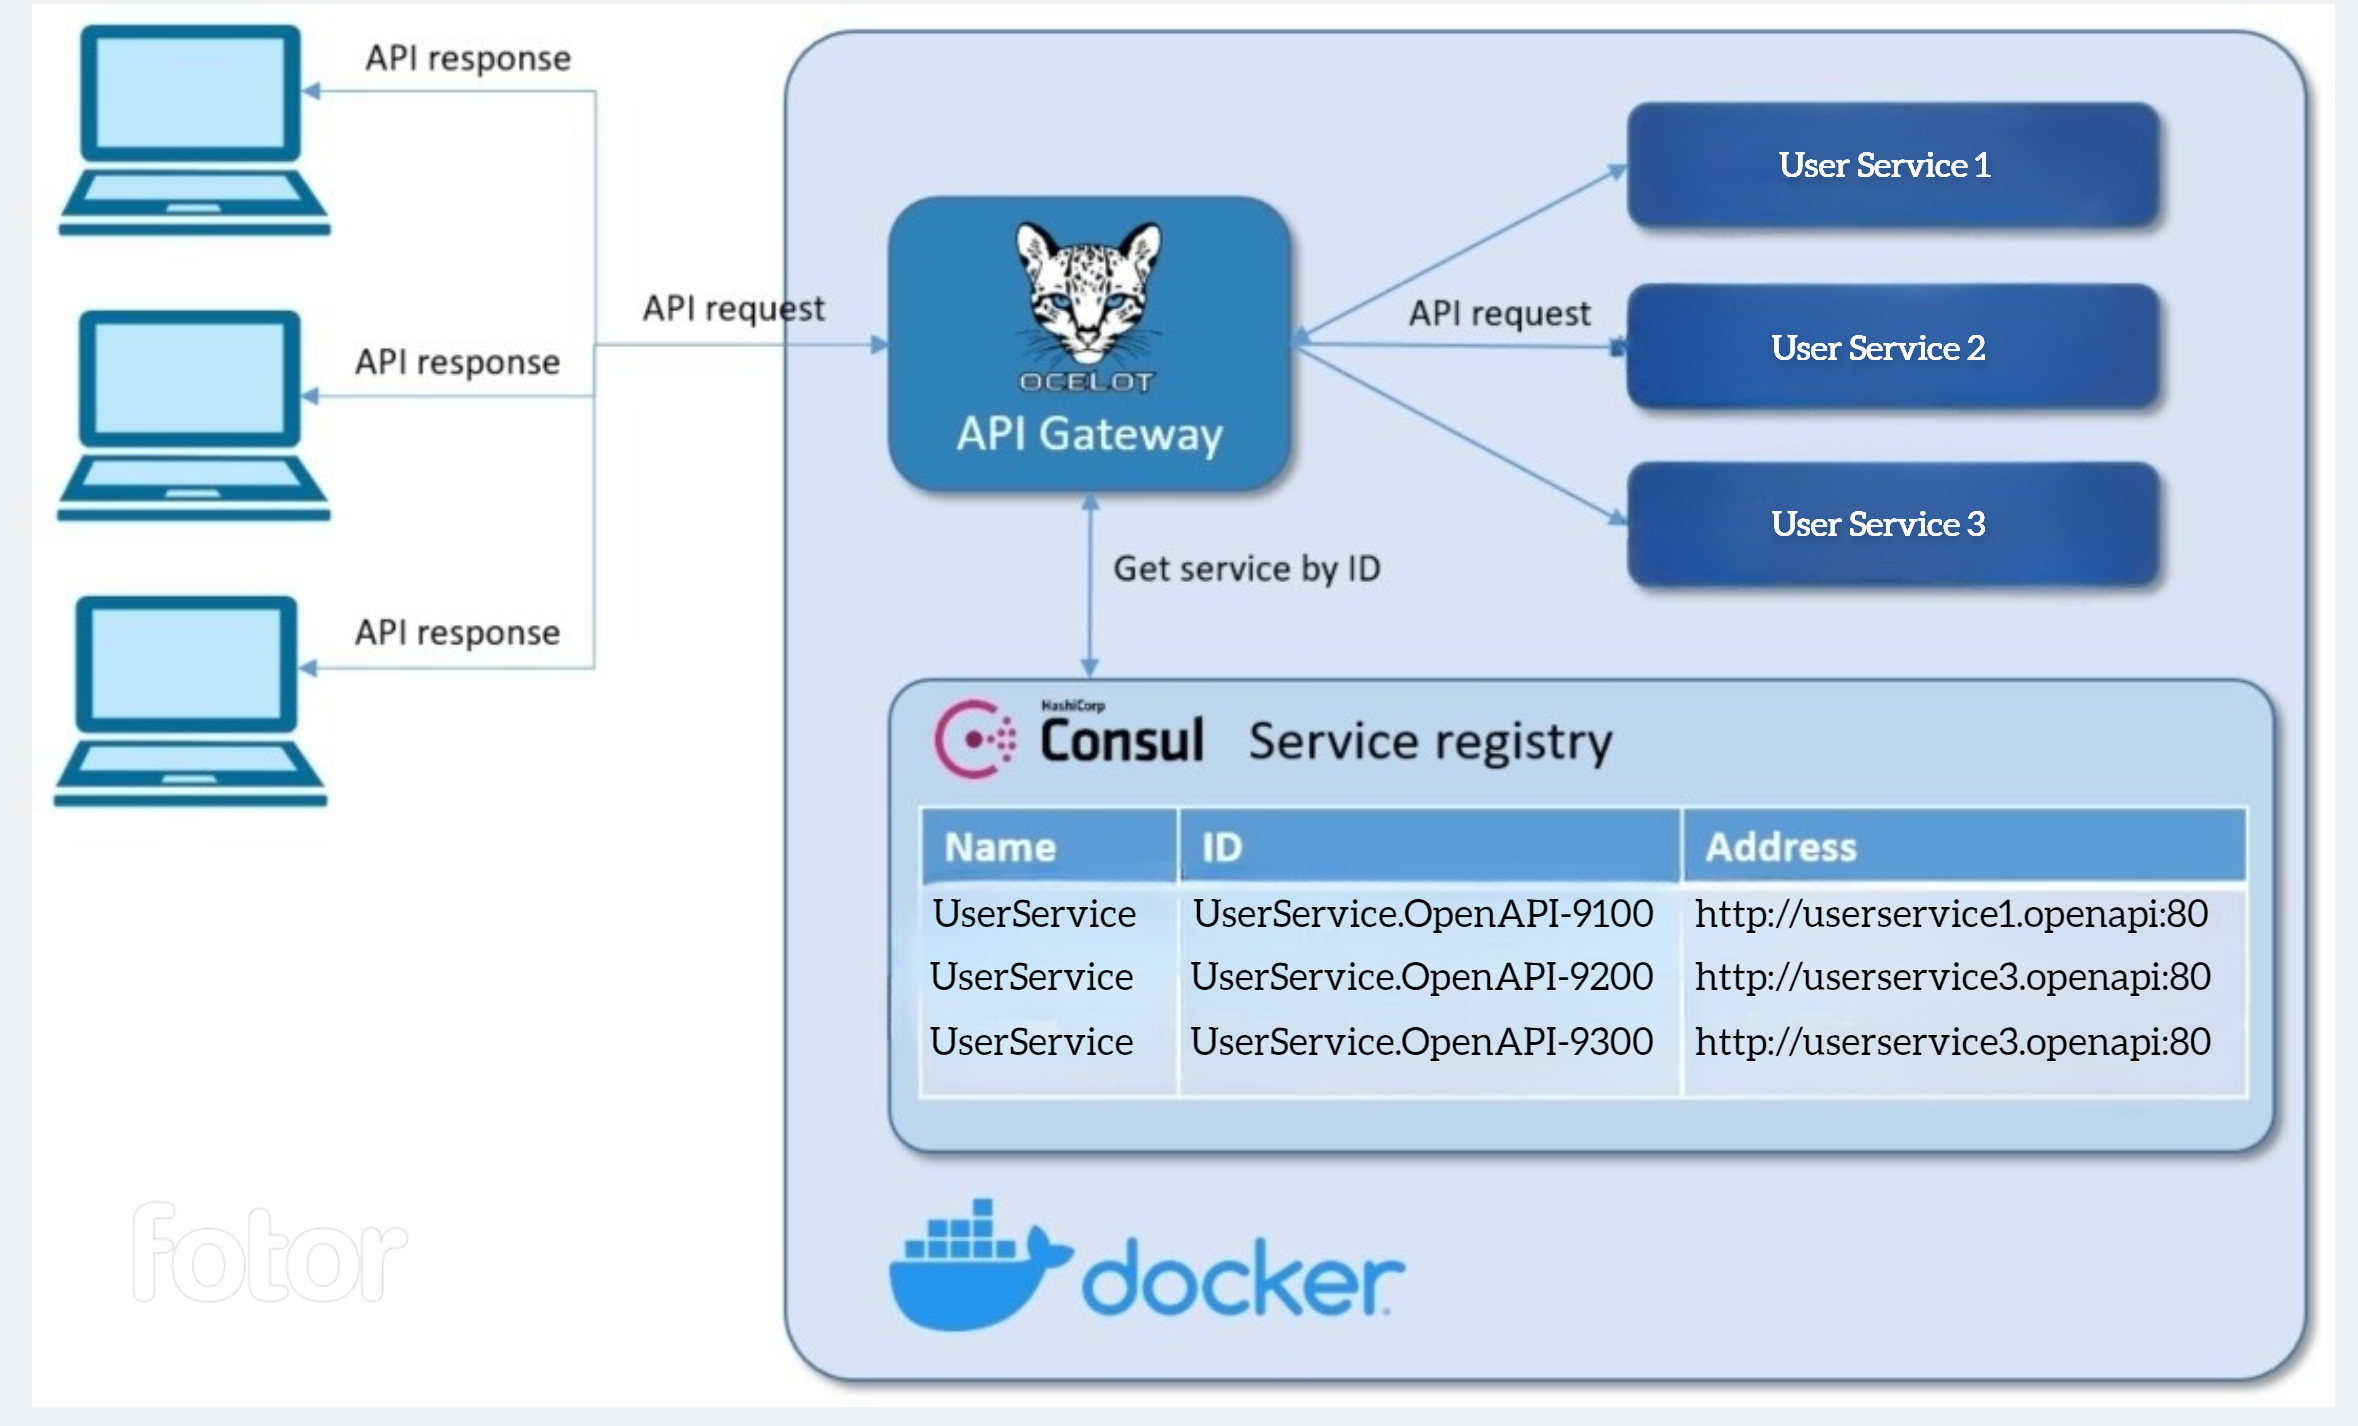 API response
API response
API response
API request
OCELOT
API Gateway
API request
User Service 1
User Service 2
User Service 3
Get service by ID
HashiCorp
Consul Service registry
Name ID Address
UserService UserService.OpenAPI-9100 http://userservice1.openapi:80
UserService UserService.OpenAPI-9200 http://userservice3.openapi:80
UserService UserService.OpenAPI-9300 http://userservice3.openapi:80
docker
fotor